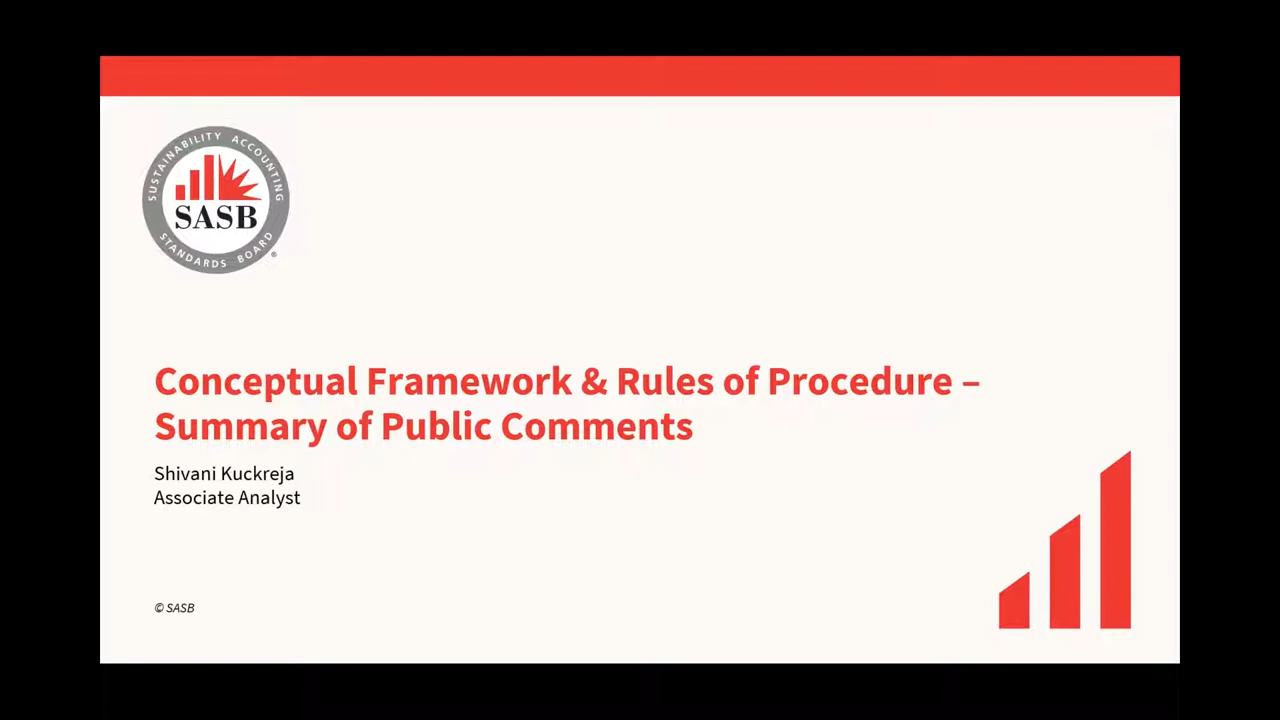 SUSTAINABILITY ACCOUNTING
SASB
STANDARDS BOARD
®
Conceptual Framework & Rules of Procedure –
Summary of Public Comments
Shivani Kuckreja
Associate Analyst
© SASB